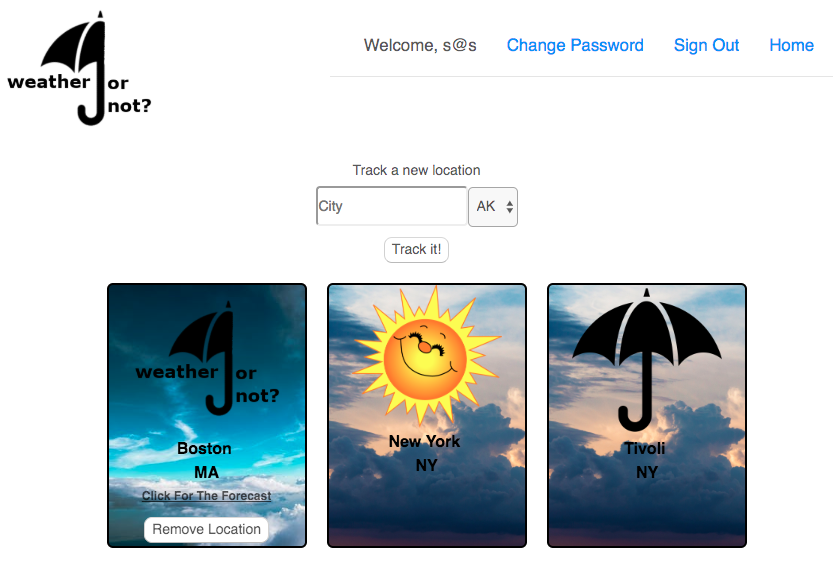 weather or
not?
Welcome, s@s
Change Password
Sign Out
Home
Track a new location
City
AK
Track it!
weather or
not?
Boston
MA
Click For The Forecast
Remove Location
New York
NY
Tivoli
NY